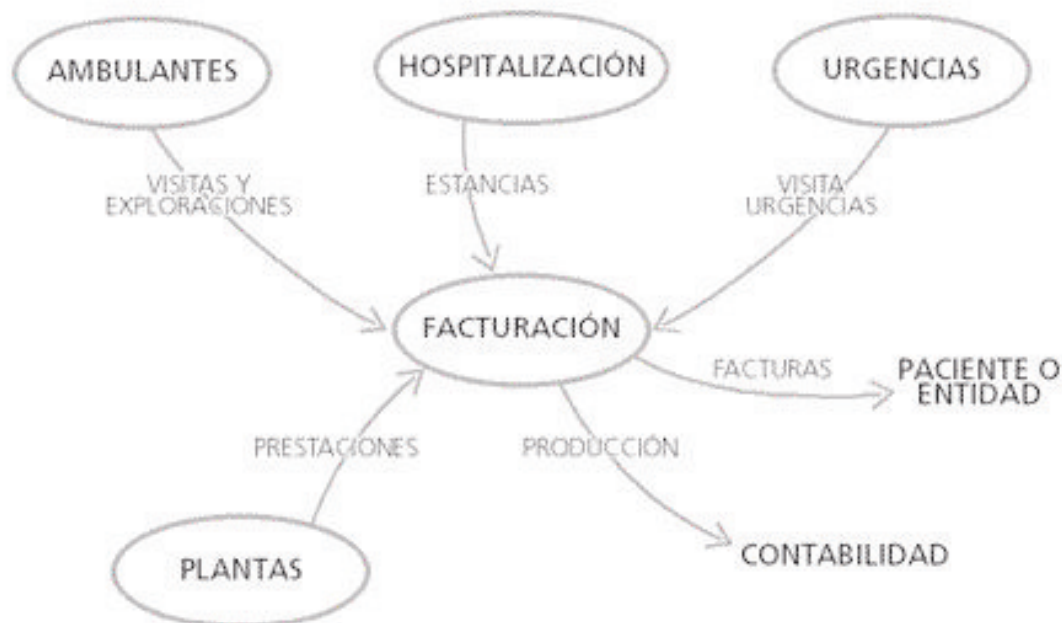 AMBULANTES
HOSPITALIZACIÓN
URGENCIAS
VISITAS Y
EXPLORACIONES
ESTANCIAS
VISITA
URGENCIAS
FACTURACIÓN
FACTURAS
PACIENTE O
ENTIDAD
PRESTACIONES
PRODUCCIÓN
PLANTAS
CONTABILIDAD